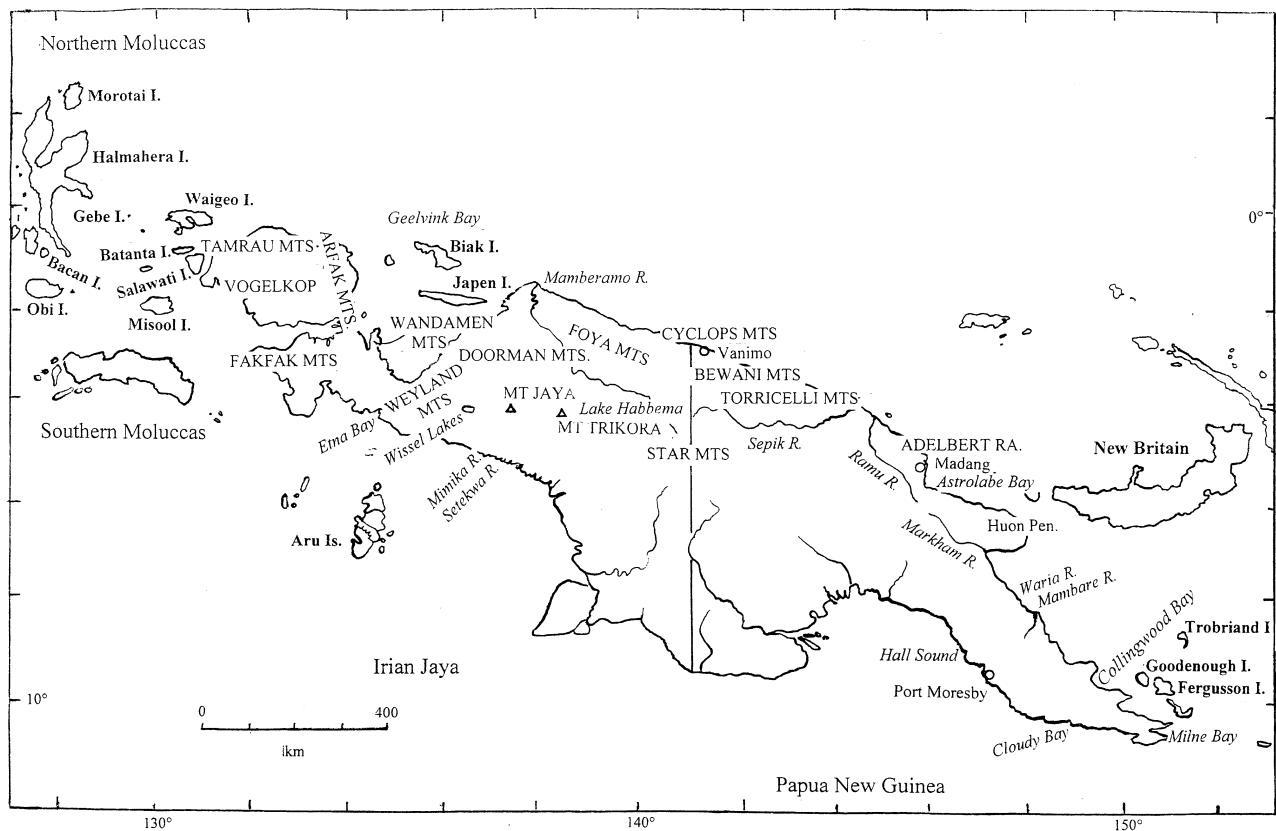 Northern Moluccas
Morotai I.
Halmahera I.
Waigeo I.
Gebe I.
Geelvink Bay
0°
TAMRAU MTS
ARFAK MTS.
Biak I.
Batanta I.
Bacan I.
Salawati I.
VOGELKOP
Japen I.
Mamberamo R.
Obi I.
Misool I.
WANDAMEN
MTS
FOYA MTS
CYCLOPS MTS
Vanimo
FAKFAK MTS
DOORMAN MTS.
BEWANI MTS
WEYLAND
MTS
MT JAYA
TORRICELLI MTS
Lake Habbema
MT TRIKORA
Southern Moluccas
Etna Bay
Wissel Lakes
Sepik R.
STAR MTS
ADELBERT RA.
New Britain
Madang
Ramu R.
Astrolabe Bay
Mimika R.
Setekwa R.
Aru Is.
Huon Pen.
Markham R.
Waria R.
Mambare R.
Collingwood Bay
Trobriand I
Hall Sound
Irian Jaya
Goodenough I.
Fergusson I.
Port Moresby
10°
0
400
km
Cloudy Bay
Milne Bay
Papua New Guinea
130°
140°
150°